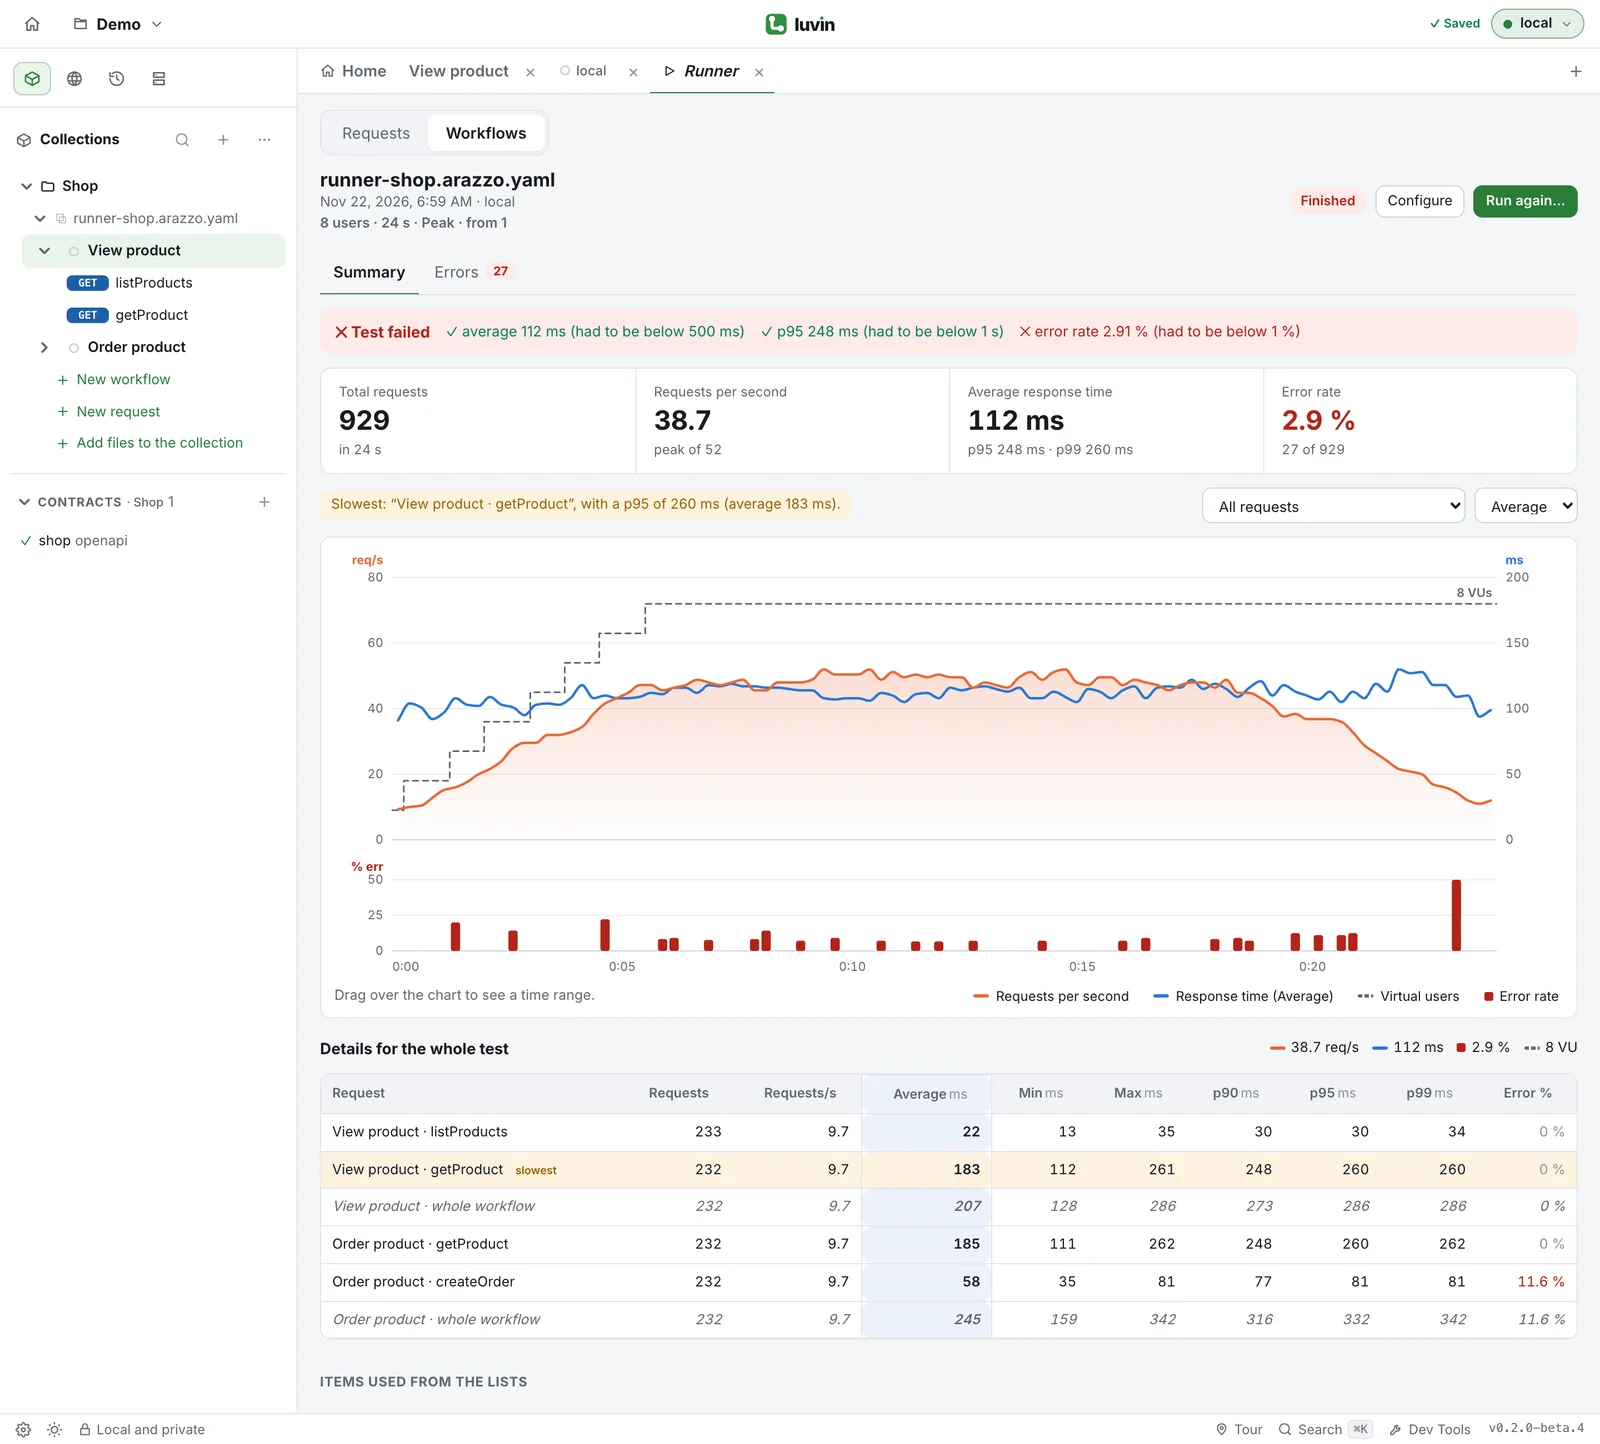 Demo
luvin
Saved
local
Home
View product
local
Runner
Collections
Shop
runner-shop.arazzo.yaml
View product
GET listProducts
GET getProduct
Order product
+ New workflow
+ New request
+ Add files to the collection
CONTRACTS · Shop 1
shop openapi
Requests
Workflows
runner-shop.arazzo.yaml
Nov 22, 2026, 6:59 AM · local
8 users · 24 s · Peak · from 1
Finished
Configure
Run again...
Summary
Errors 27
Test failed ✓ average 112 ms (had to be below 500 ms) ✓ p95 248 ms (had to be below 1 s) ✕ error rate 2.91 % (had to be below 1 %)
Total requests
929
in 24 s
Requests per second
38.7
peak of 52
Average response time
112 ms
p95 248 ms · p99 260 ms
Error rate
2.9 %
27 of 929
Slowest: “View product · getProduct”, with a p95 of 260 ms (average 183 ms).
All requests
Average
req/s
ms
80
200
8 VUs
60
150
40
100
20
50
0
0
% err
50
25
0
0:00 0:05 0:10 0:15 0:20
Drag over the chart to see a time range.
Requests per second
Response time (Average)
Virtual users
Error rate
Details for the whole test
38.7 req/s 112 ms 2.9 % 8 VU
Request Requests Requests/s Average ms Min ms Max ms p90 ms p95 ms p99 ms Error %
View product · listProducts 233 9.7 22 13 35 30 30 34 0 %
View product · getProduct slowest 232 9.7 183 112 261 248 260 260 0 %
View product · whole workflow 232 9.7 207 128 286 273 286 286 0 %
Order product · getProduct 232 9.7 185 111 262 248 260 262 0 %
Order product · createOrder 232 9.7 58 35 81 77 81 81 11.6 %
Order product · whole workflow 232 9.7 245 159 342 316 332 342 11.6 %
ITEMS USED FROM THE LISTS
Local and private
Tour
Search ⌘K
Dev Tools
v0.2.0-beta.4